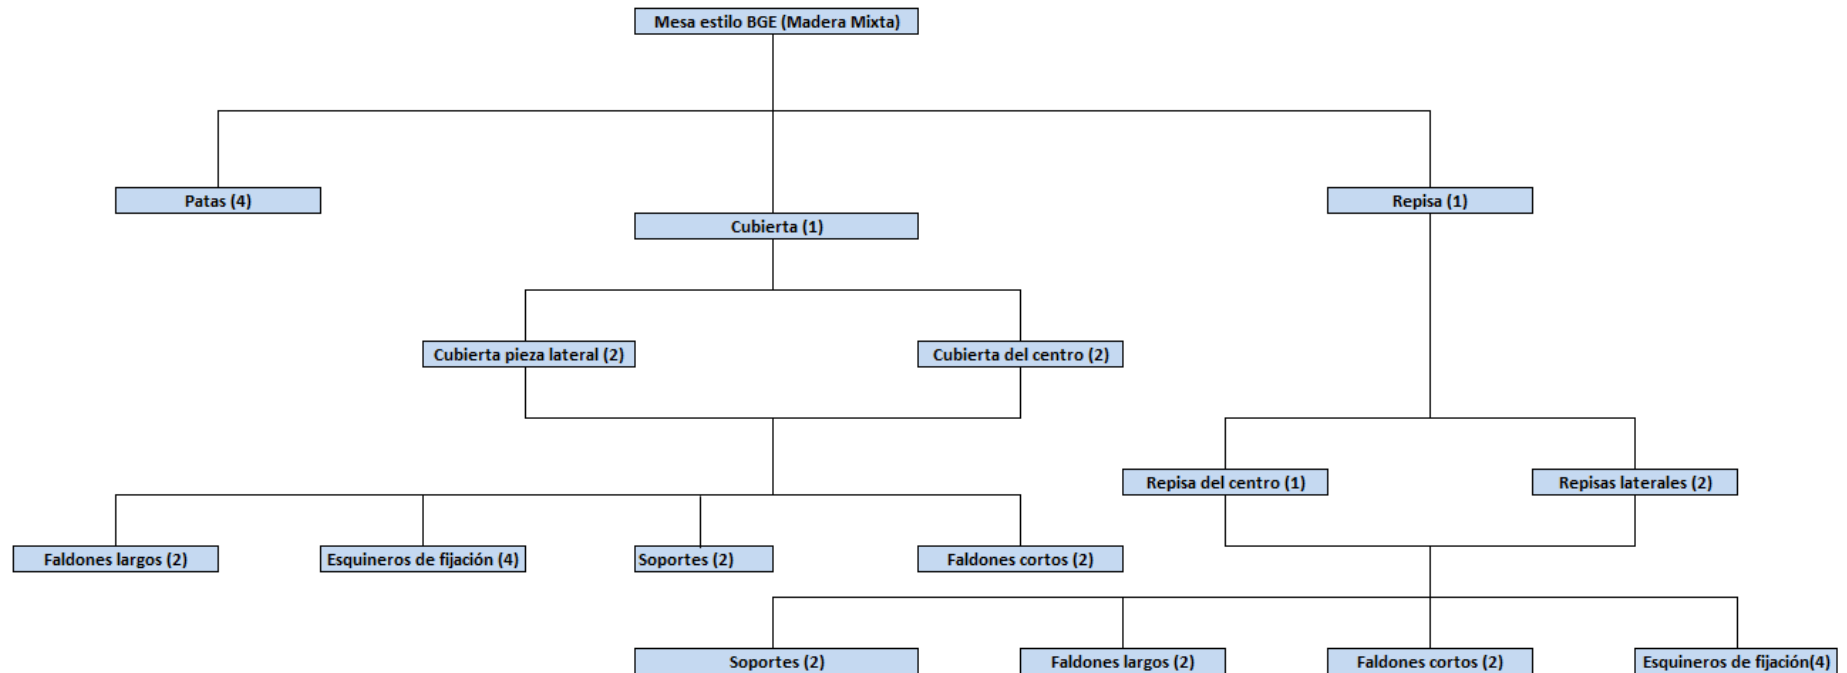 Mesa estilo BGE (Madera Mixta)
Patas (4)
Repisa (1)
Cubierta (1)
Cubierta pieza lateral (2)
Cubierta del centro (2)
Repisa del centro (1)
Repisas laterales (2)
Faldones largos (2)
Esquineros de fijación (4)
Soportes (2)
Faldones cortos (2)
Soportes (2)
Faldones largos (2)
Faldones cortos (2)
Esquineros de fijación(4)